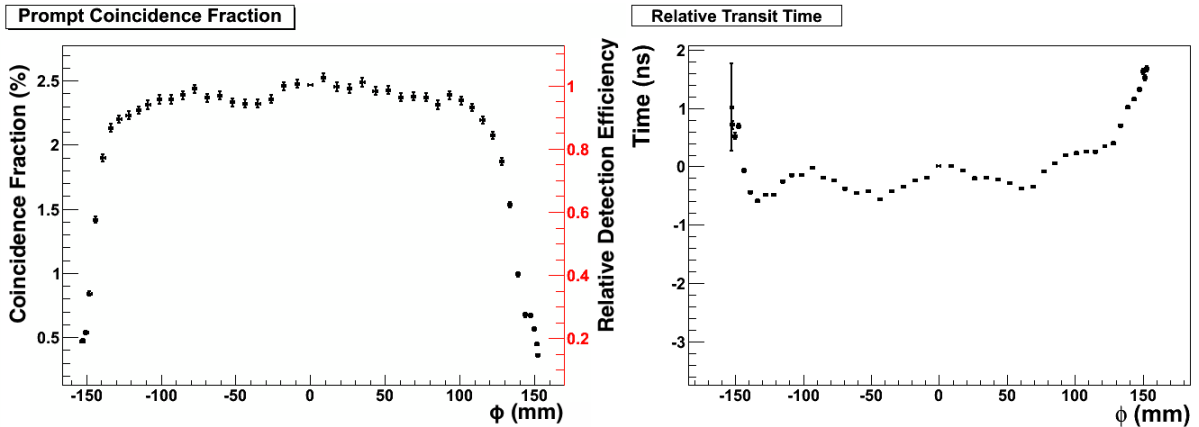 Prompt Coincidence Fraction
Coincidence Fraction (%)
2.5
2
1.5
1
0.5
-150 -100 -50 0 50 100 150
ϕ (mm)
1
0.8
0.6
0.4
0.2
Relative Detection Efficiency
Relative Transit Time
Time (ns)
2
1
0
-1
-2
-3
-150 -100 -50 0 50 100 150
ϕ (mm)